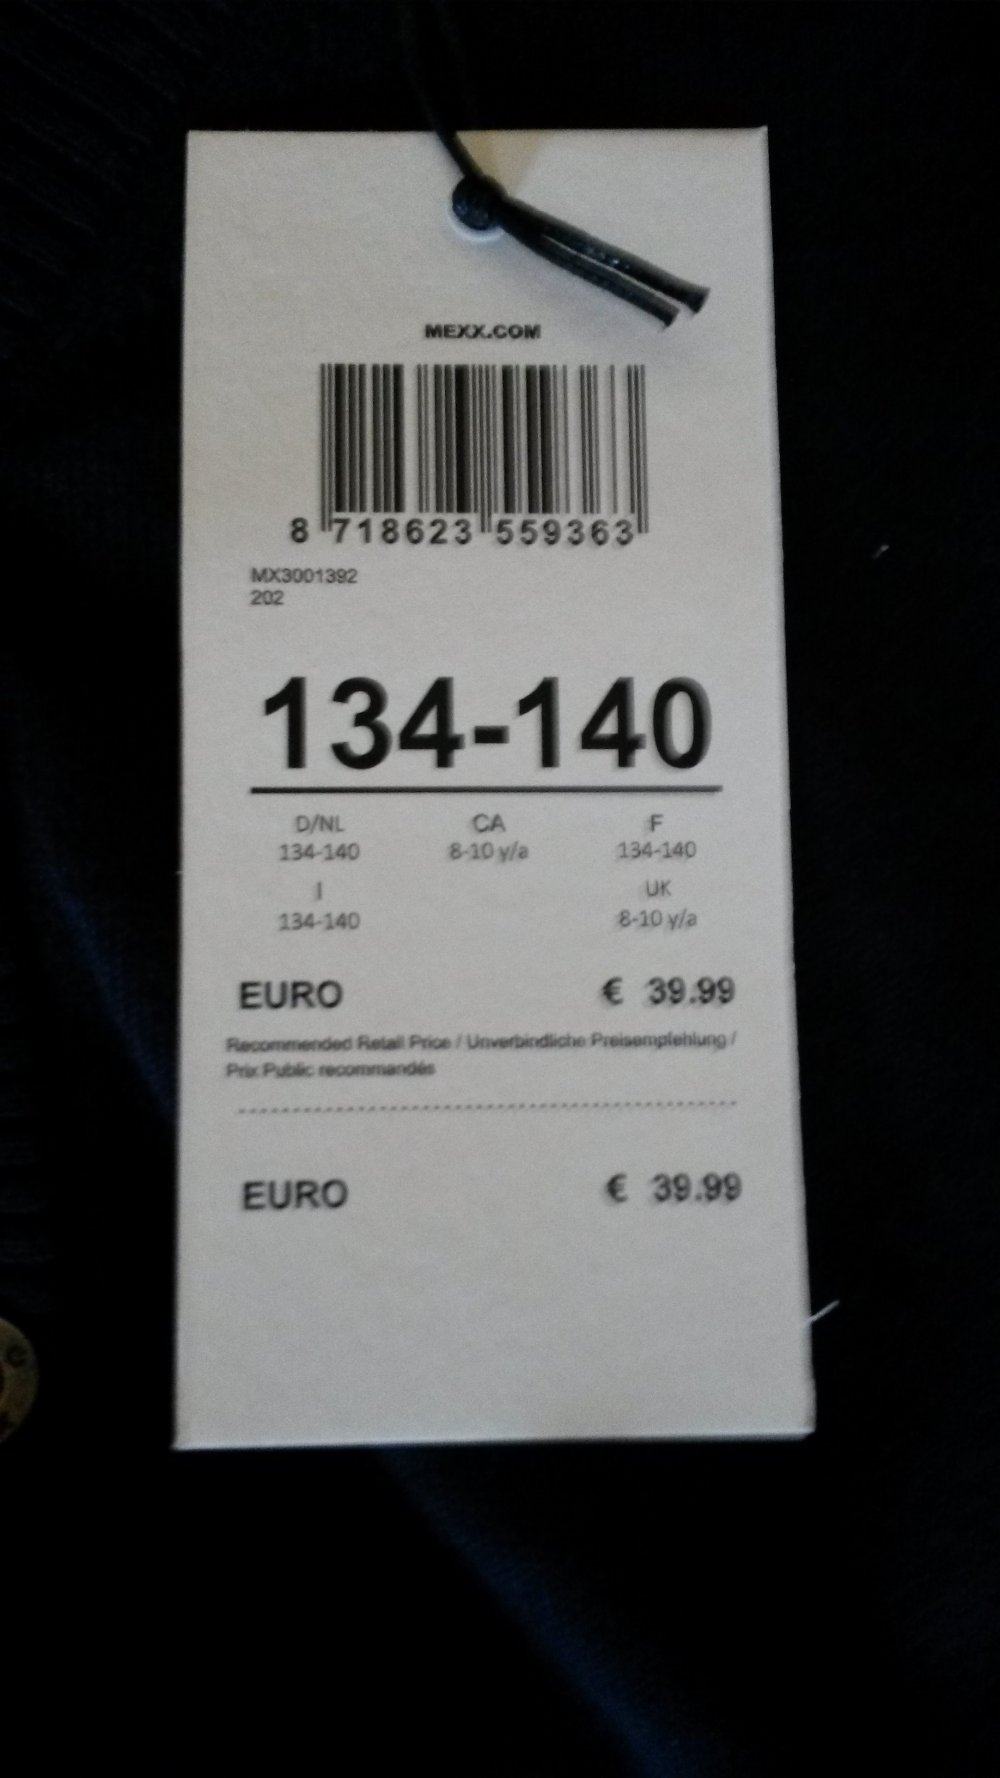 MEXX.COM
8 718623 559363
MX3001392
202
134-140
D/NL CA F
134-140 8-10 y/a 134-140
I UK
134-140 8-10 y/a
EURO € 39.99
Recommended Retail Price / Unverbindliche Preisempfehlung /
Prix Public recommandés
EURO € 39.99